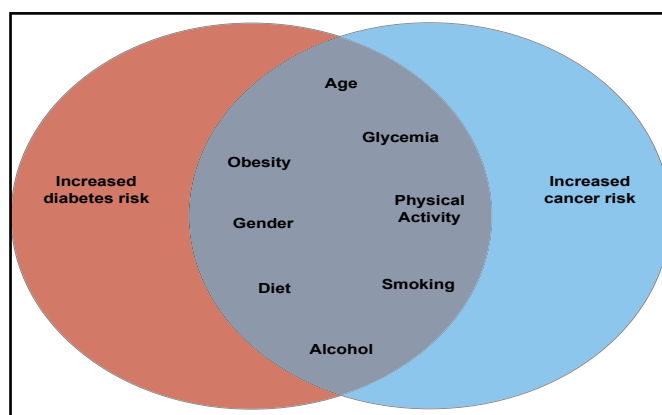 Age
Glycemia
Obesity
Increased
diabetes risk
Increased
cancer risk
Physical
Activity
Gender
Diet
Smoking
Alcohol